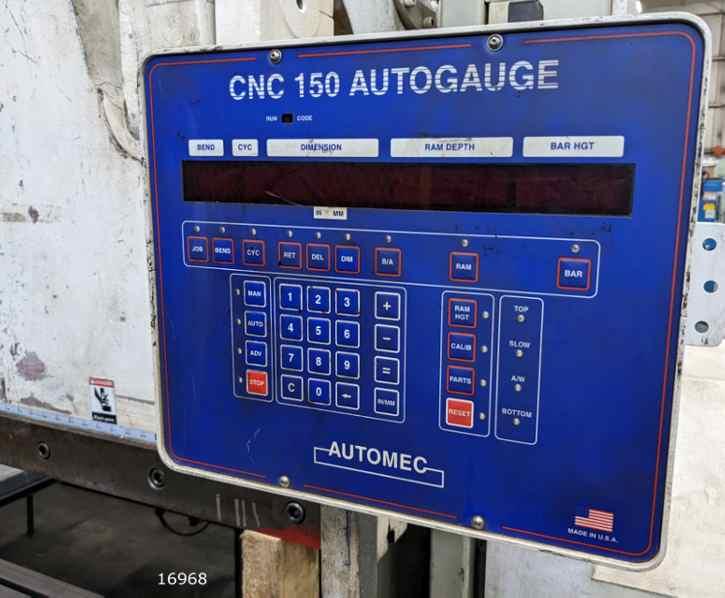 CNC 150 AUTOGAUGE
RUN CODE
BEND CYC DIMENSION RAM DEPTH BAR HGT
IN MM
JOB BEND CYC RET DEL DIM B/A RAM BAR
MAN 1 2 3 + RAM HGT TOP
AUTO 4 5 6 - CALIB SLOW
ADV 7 8 9 = PARTS A/W
STOP C 0 ← IN/MM RESET BOTTOM
AUTOMEC
MADE IN U.S.A.
16968